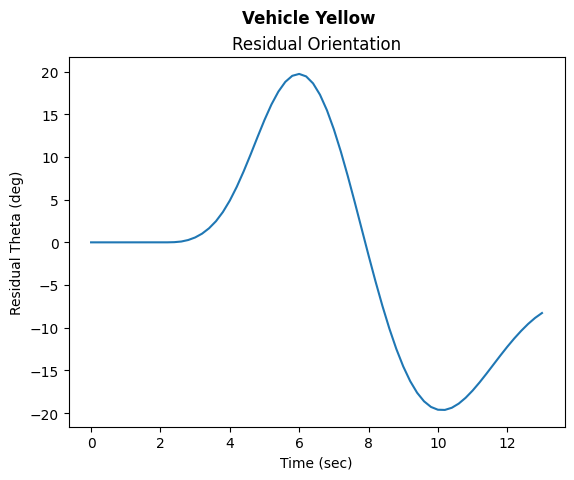 Vehicle Yellow
Residual Orientation
20
15
10
5
0
−5
−10
−15
−20
Residual Theta (deg)
0 2 4 6 8 10 12
Time (sec)